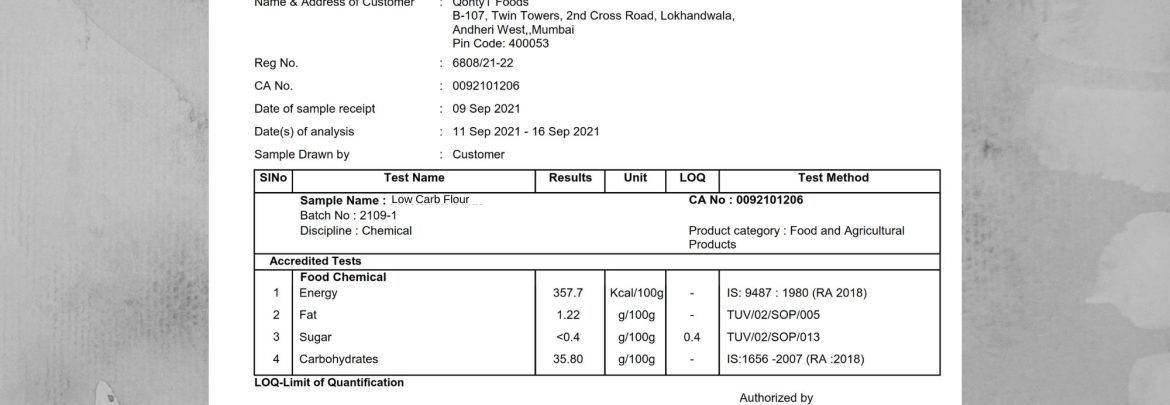 Name & Address of Customer : QontyT Foods
B-107, Twin Towers, 2nd Cross Road, Lokhandwala,
Andheri West,,Mumbai
Pin Code: 400053
Reg No. : 6808/21-22
CA No. : 0092101206
Date of sample receipt : 09 Sep 2021
Date(s) of analysis : 11 Sep 2021 - 16 Sep 2021
Sample Drawn by : Customer
SlNo Test Name Results Unit LOQ Test Method
Sample Name : Low Carb Flour CA No : 0092101206
Batch No : 2109-1
Discipline : Chemical Product category : Food and Agricultural
Products
Accredited Tests
Food Chemical
1 Energy 357.7 Kcal/100g - IS: 9487 : 1980 (RA 2018)
2 Fat 1.22 g/100g - TUV/02/SOP/005
3 Sugar <0.4 g/100g 0.4 TUV/02/SOP/013
4 Carbohydrates 35.80 g/100g - IS:1656 -2007 (RA :2018)
LOQ-Limit of Quantification
Authorized by